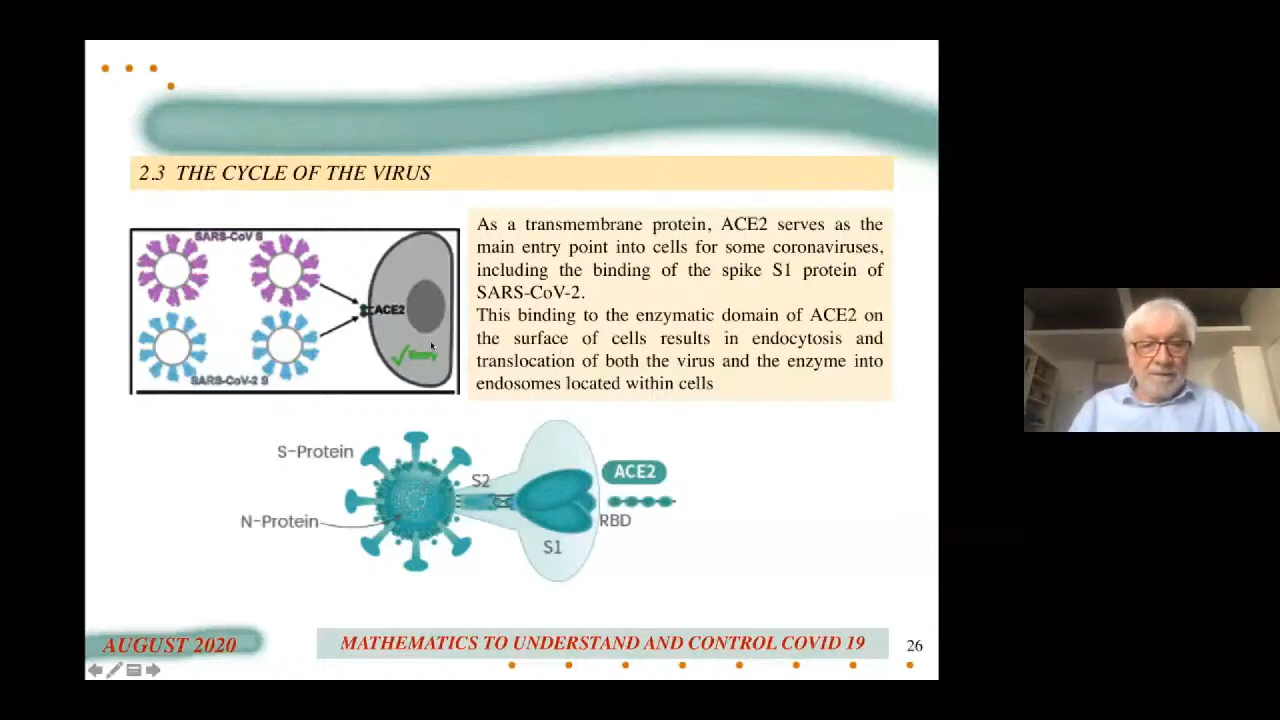 2.3 THE CYCLE OF THE VIRUS
SARS-CoV S
ACE2
Entry
SARS-CoV-2 S
As a transmembrane protein, ACE2 serves as the
main entry point into cells for some coronaviruses,
including the binding of the spike S1 protein of
SARS-CoV-2.
This binding to the enzymatic domain of ACE2 on
the surface of cells results in endocytosis and
translocation of both the virus and the enzyme into
endosomes located within cells
S-Protein
S2
ACE2
N-Protein
RBD
S1
AUGUST 2020
MATHEMATICS TO UNDERSTAND AND CONTROL COVID 19
26